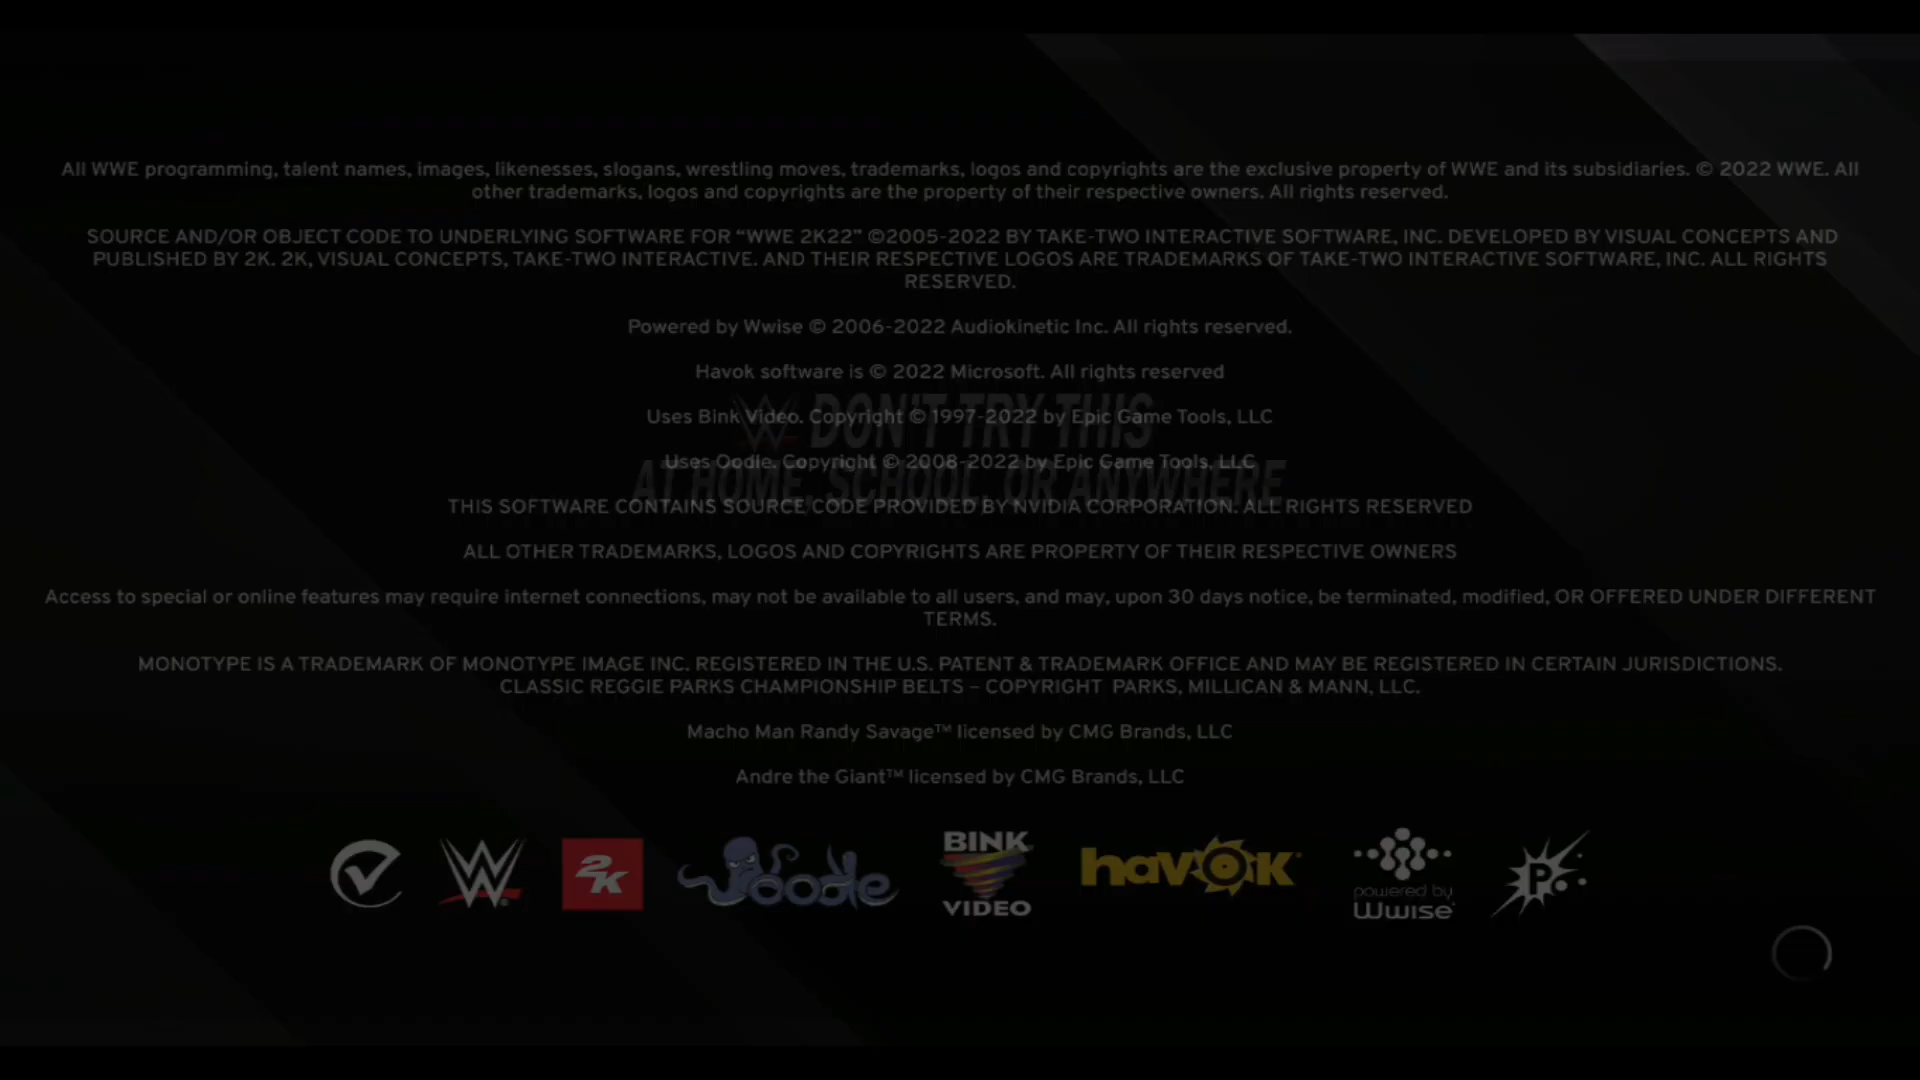 All WWE programming, talent names, images, likenesses, slogans, wrestling moves, trademarks, logos and copyrights are the exclusive property of WWE and its subsidiaries. © 2022 WWE. All
other trademarks, logos and copyrights are the property of their respective owners. All rights reserved.
SOURCE AND/OR OBJECT CODE TO UNDERLYING SOFTWARE FOR “WWE 2K22” ©2005-2022 BY TAKE-TWO INTERACTIVE SOFTWARE, INC. DEVELOPED BY VISUAL CONCEPTS AND
PUBLISHED BY 2K. 2K, VISUAL CONCEPTS, TAKE-TWO INTERACTIVE. AND THEIR RESPECTIVE LOGOS ARE TRADEMARKS OF TAKE-TWO INTERACTIVE SOFTWARE, INC. ALL RIGHTS
RESERVED.
Powered by Wwise © 2006-2022 Audiokinetic Inc. All rights reserved.
Havok software is © 2022 Microsoft. All rights reserved
DON'T TRY THIS
Uses Bink Video. Copyright © 1997-2022 by Epic Game Tools, LLC
Uses Oodle. Copyright © 2008-2022 by Epic Game Tools, LLC
AT HOME, SCHOOL, OR ANYWHERE
THIS SOFTWARE CONTAINS SOURCE CODE PROVIDED BY NVIDIA CORPORATION. ALL RIGHTS RESERVED
ALL OTHER TRADEMARKS, LOGOS AND COPYRIGHTS ARE PROPERTY OF THEIR RESPECTIVE OWNERS
Access to special or online features may require internet connections, may not be available to all users, and may, upon 30 days notice, be terminated, modified, OR OFFERED UNDER DIFFERENT
TERMS.
MONOTYPE IS A TRADEMARK OF MONOTYPE IMAGE INC. REGISTERED IN THE U.S. PATENT & TRADEMARK OFFICE AND MAY BE REGISTERED IN CERTAIN JURISDICTIONS.
CLASSIC REGGIE PARKS CHAMPIONSHIP BELTS – COPYRIGHT PARKS, MILLICAN & MANN, LLC.
Macho Man Randy Savage™ licensed by CMG Brands, LLC
Andre the Giant™ licensed by CMG Brands, LLC
W 2K oodle BINK VIDEO havok powered by Wwise P